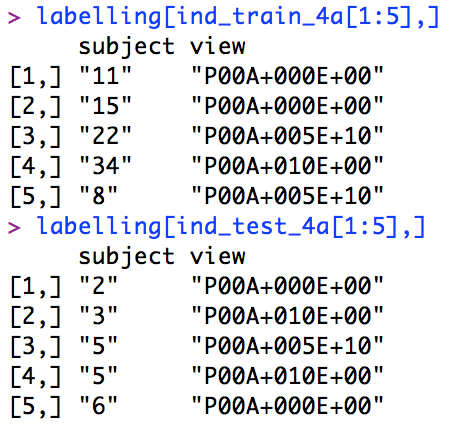 > labelling[ind_train_4a[1:5],]
subject view
[1,] "11" "P00A+000E+00"
[2,] "15" "P00A+000E+00"
[3,] "22" "P00A+005E+10"
[4,] "34" "P00A+010E+00"
[5,] "8" "P00A+005E+10"
> labelling[ind_test_4a[1:5],]
subject view
[1,] "2" "P00A+000E+00"
[2,] "3" "P00A+010E+00"
[3,] "5" "P00A+005E+10"
[4,] "5" "P00A+010E+00"
[5,] "6" "P00A+000E+00"